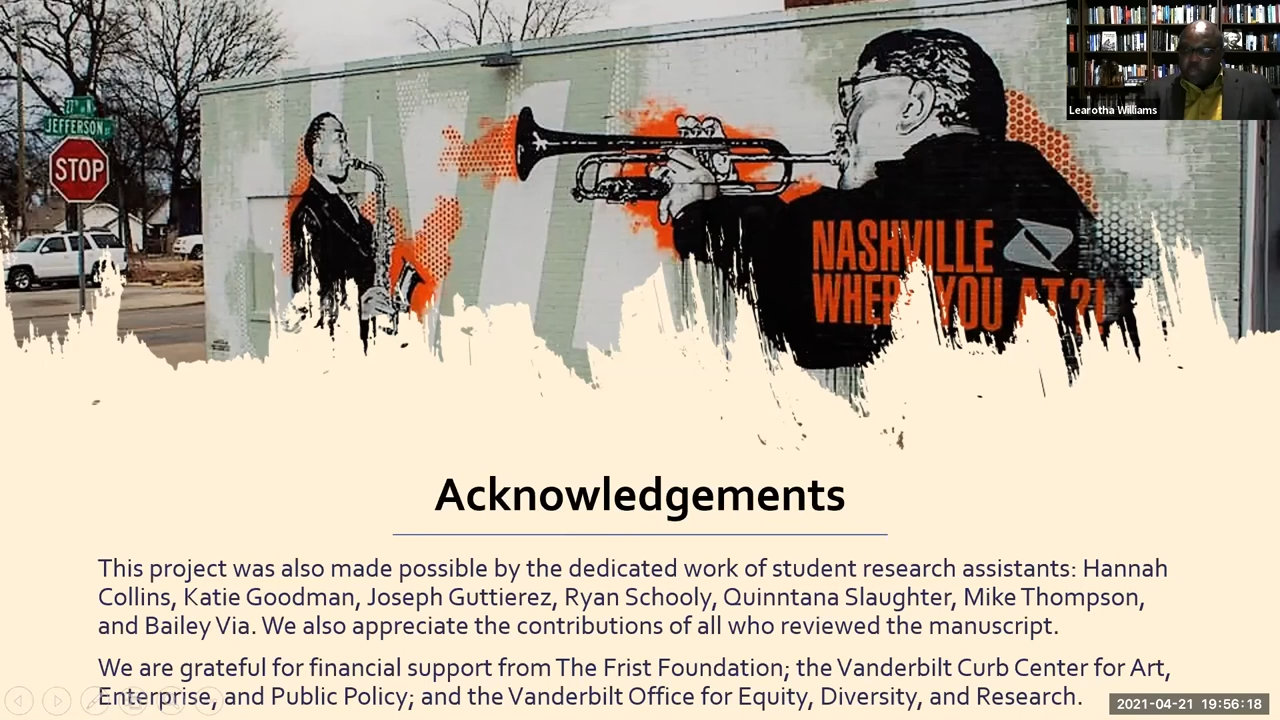 27TH AV N
JEFFERSON ST
STOP
Learotha Williams
NASHVILLE
WHERE YOU AT?!
Acknowledgements
This project was also made possible by the dedicated work of student research assistants: Hannah
Collins, Katie Goodman, Joseph Guttierez, Ryan Schooly, Quinntana Slaughter, Mike Thompson,
and Bailey Via. We also appreciate the contributions of all who reviewed the manuscript.
We are grateful for financial support from The Frist Foundation; the Vanderbilt Curb Center for Art,
Enterprise, and Public Policy; and the Vanderbilt Office for Equity, Diversity, and Research.
2021-04-21 19:56:18